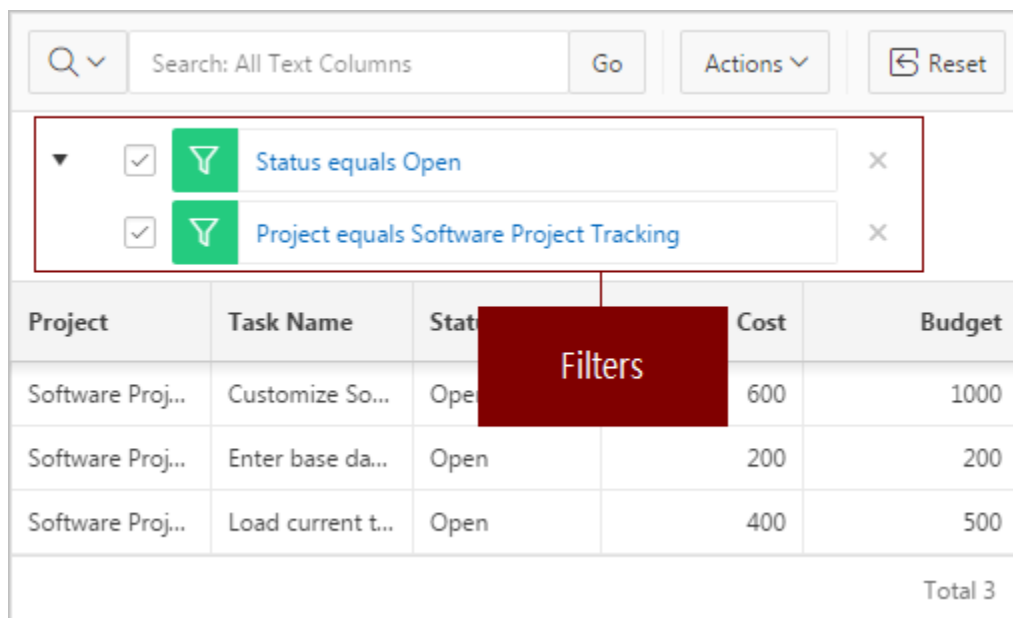 Search: All Text Columns Go Actions Reset
Status equals Open
Project equals Software Project Tracking
Project Task Name Cost Budget
Filters
Software Proj... Customize So... 600 1000
Software Proj... Enter base da... Open 200 200
Software Proj... Load current t... Open 400 500
Total 3